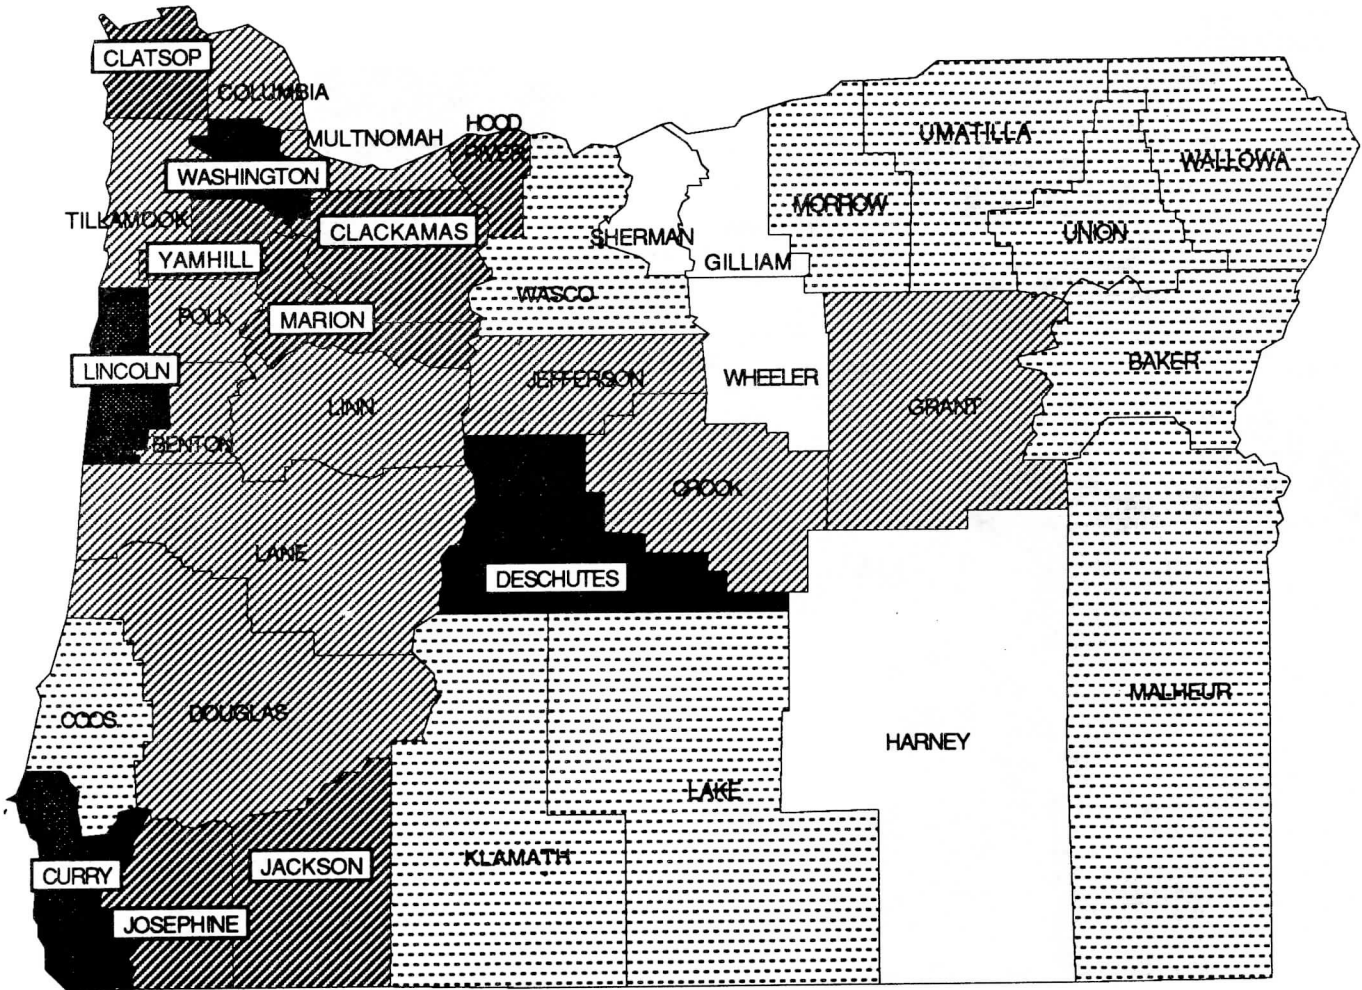 CLATSOP
COLUMBIA
HOOD
RIVER
MULTNOMAH
UMATILLA
WALLOWA
WASHINGTON
MORROW
TILLAMOOK
CLACKAMAS
SHERMAN
UNION
YAMHILL
GILLIAM
WASCO
POLK
MARION
BAKER
LINCOLN
JEFFERSON
WHEELER
LINN
GRANT
BENTON
CROOK
LANE
DESCHUTES
MALHEUR
COOS
DOUGLAS
HARNEY
LAKE
KLAMATH
JACKSON
CURRY
JOSEPHINE